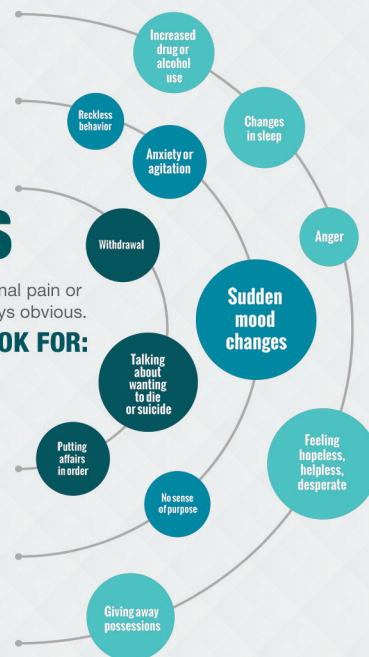 Increased
drug or
alcohol
use
Changes
in sleep
Reckless
behavior
Anxiety or
agitation
Anger
Withdrawal
S
nal pain or
ys obvious.
OK FOR:
Sudden
mood
changes
Talking
about
wanting
to die
or suicide
Putting
affairs
in order
Feeling
hopeless,
helpless,
desperate
No sense
of purpose
Giving away
possessions